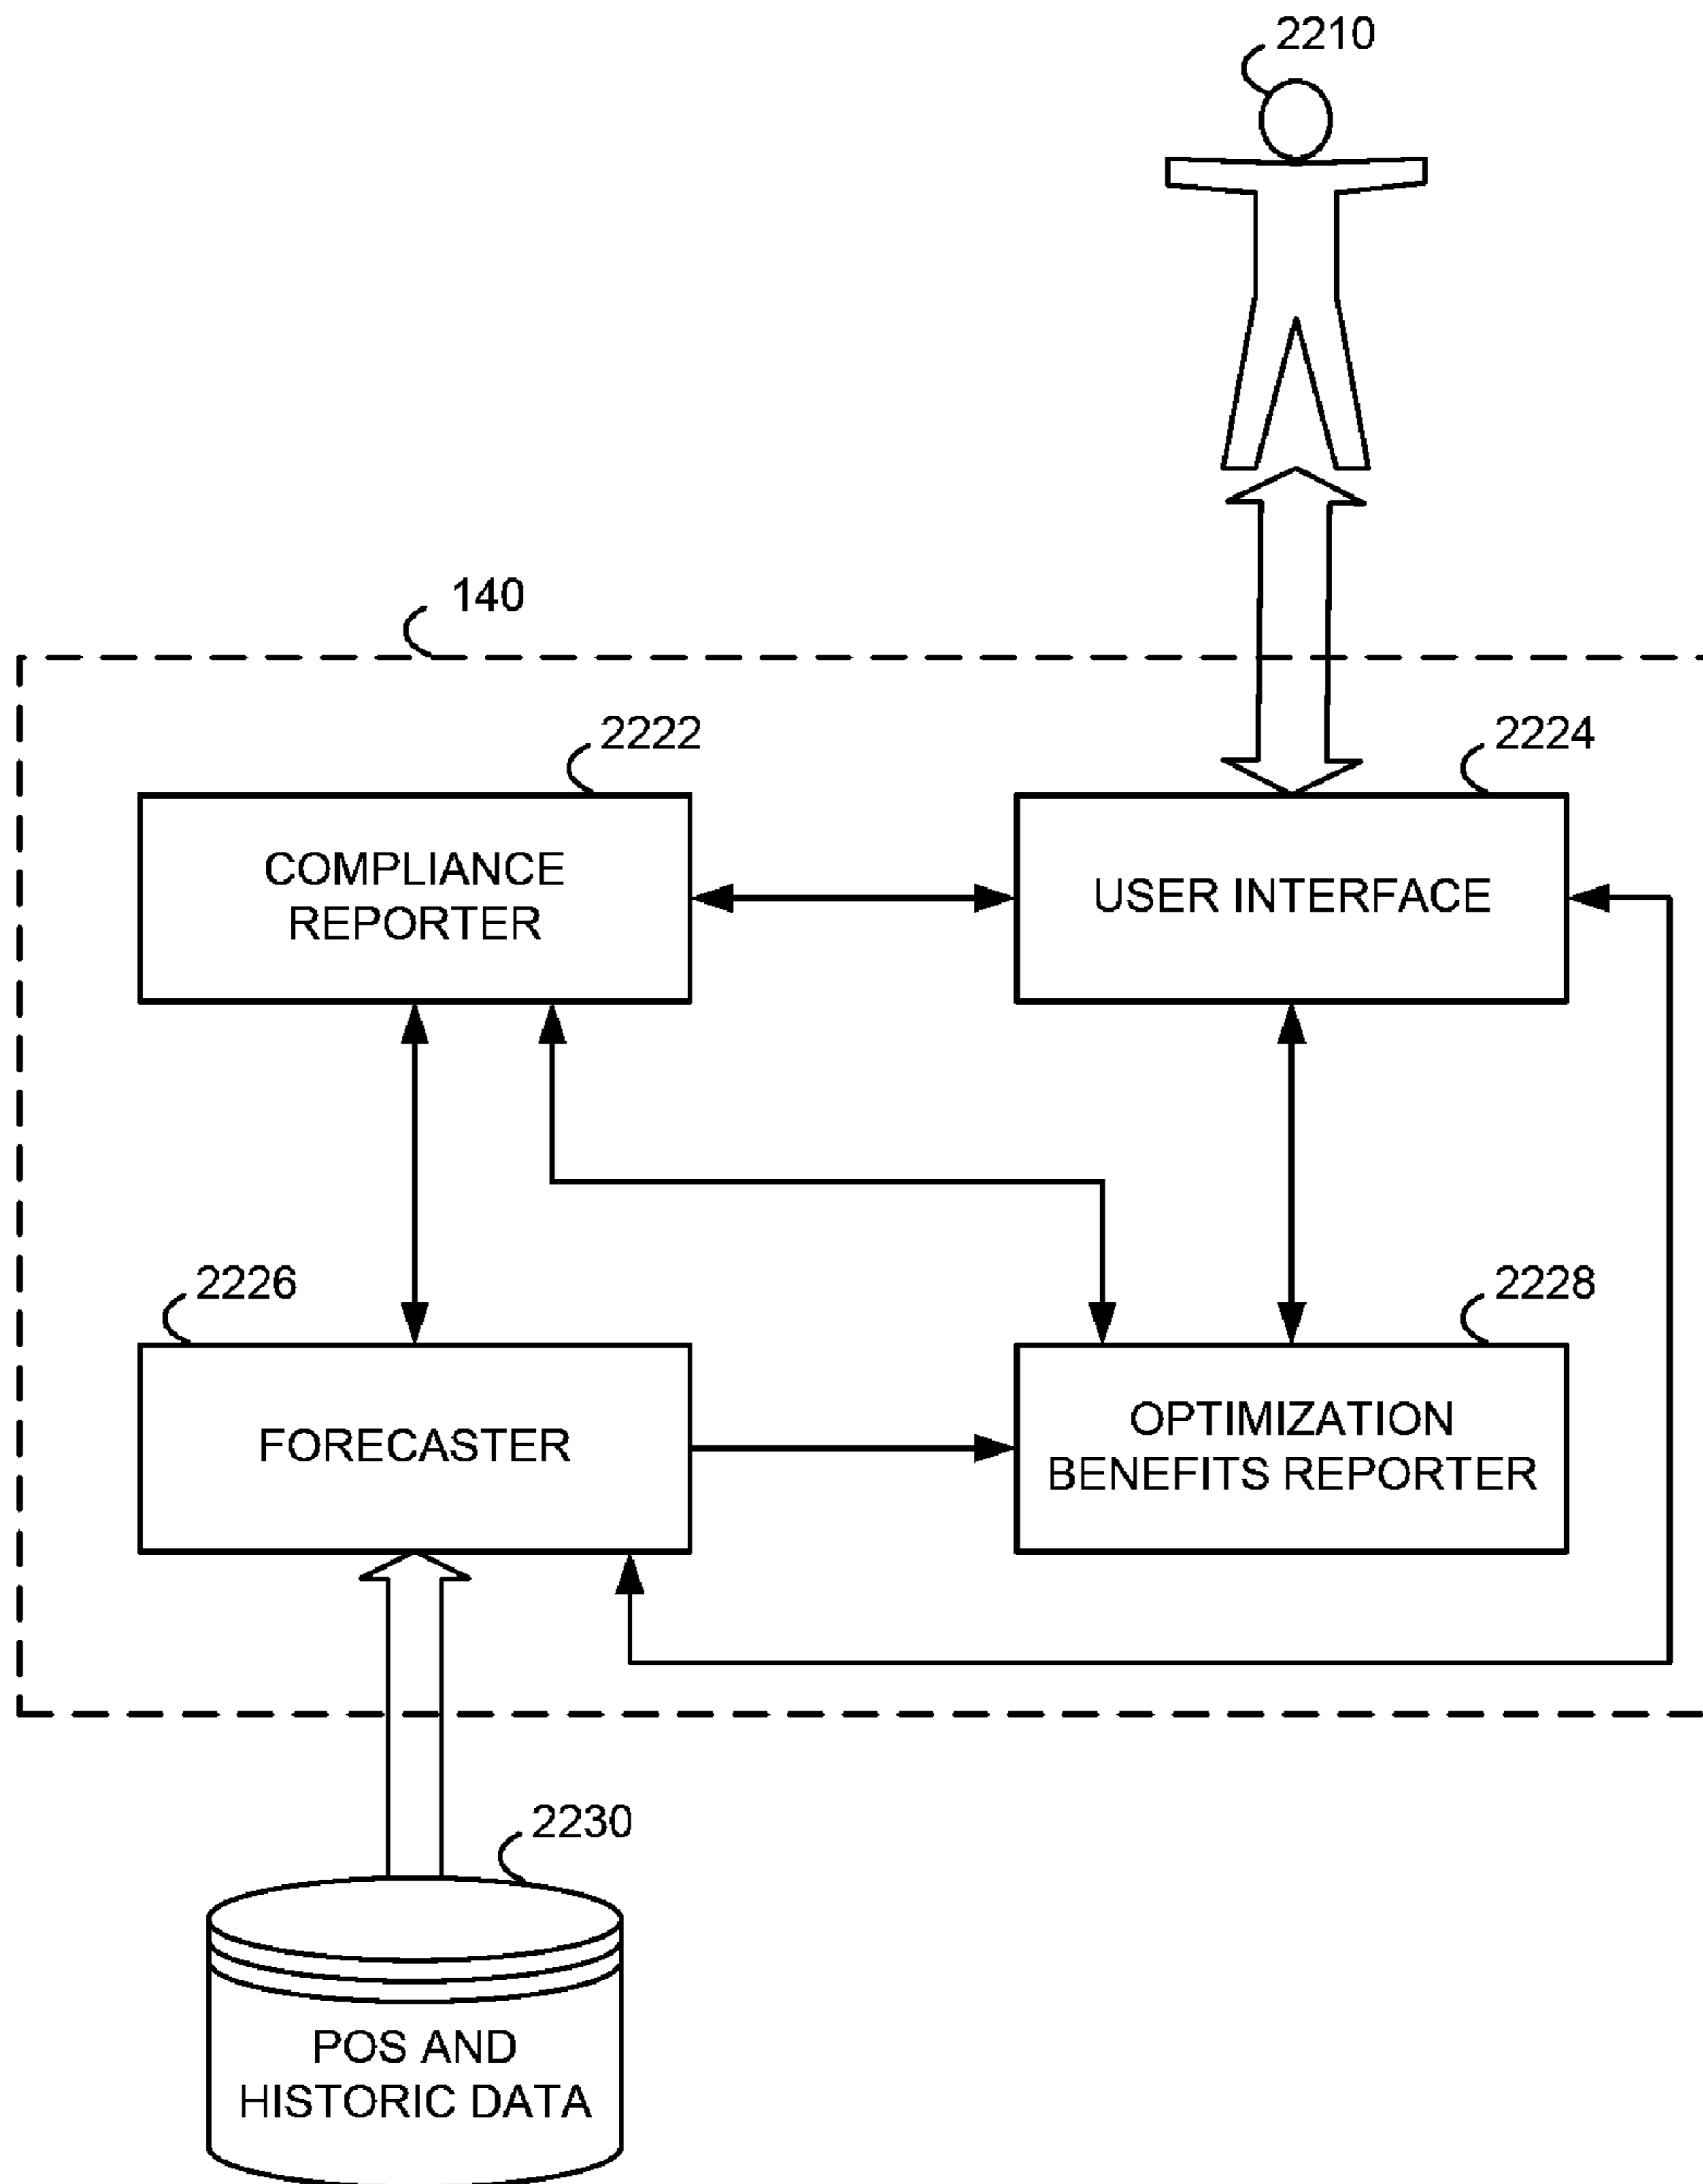 2210
140
2222
2224
COMPLIANCE
REPORTER
USER INTERFACE
2226
2228
FORECASTER
OPTIMIZATION
BENEFITS REPORTER
2230
POS AND
HISTORIC DATA